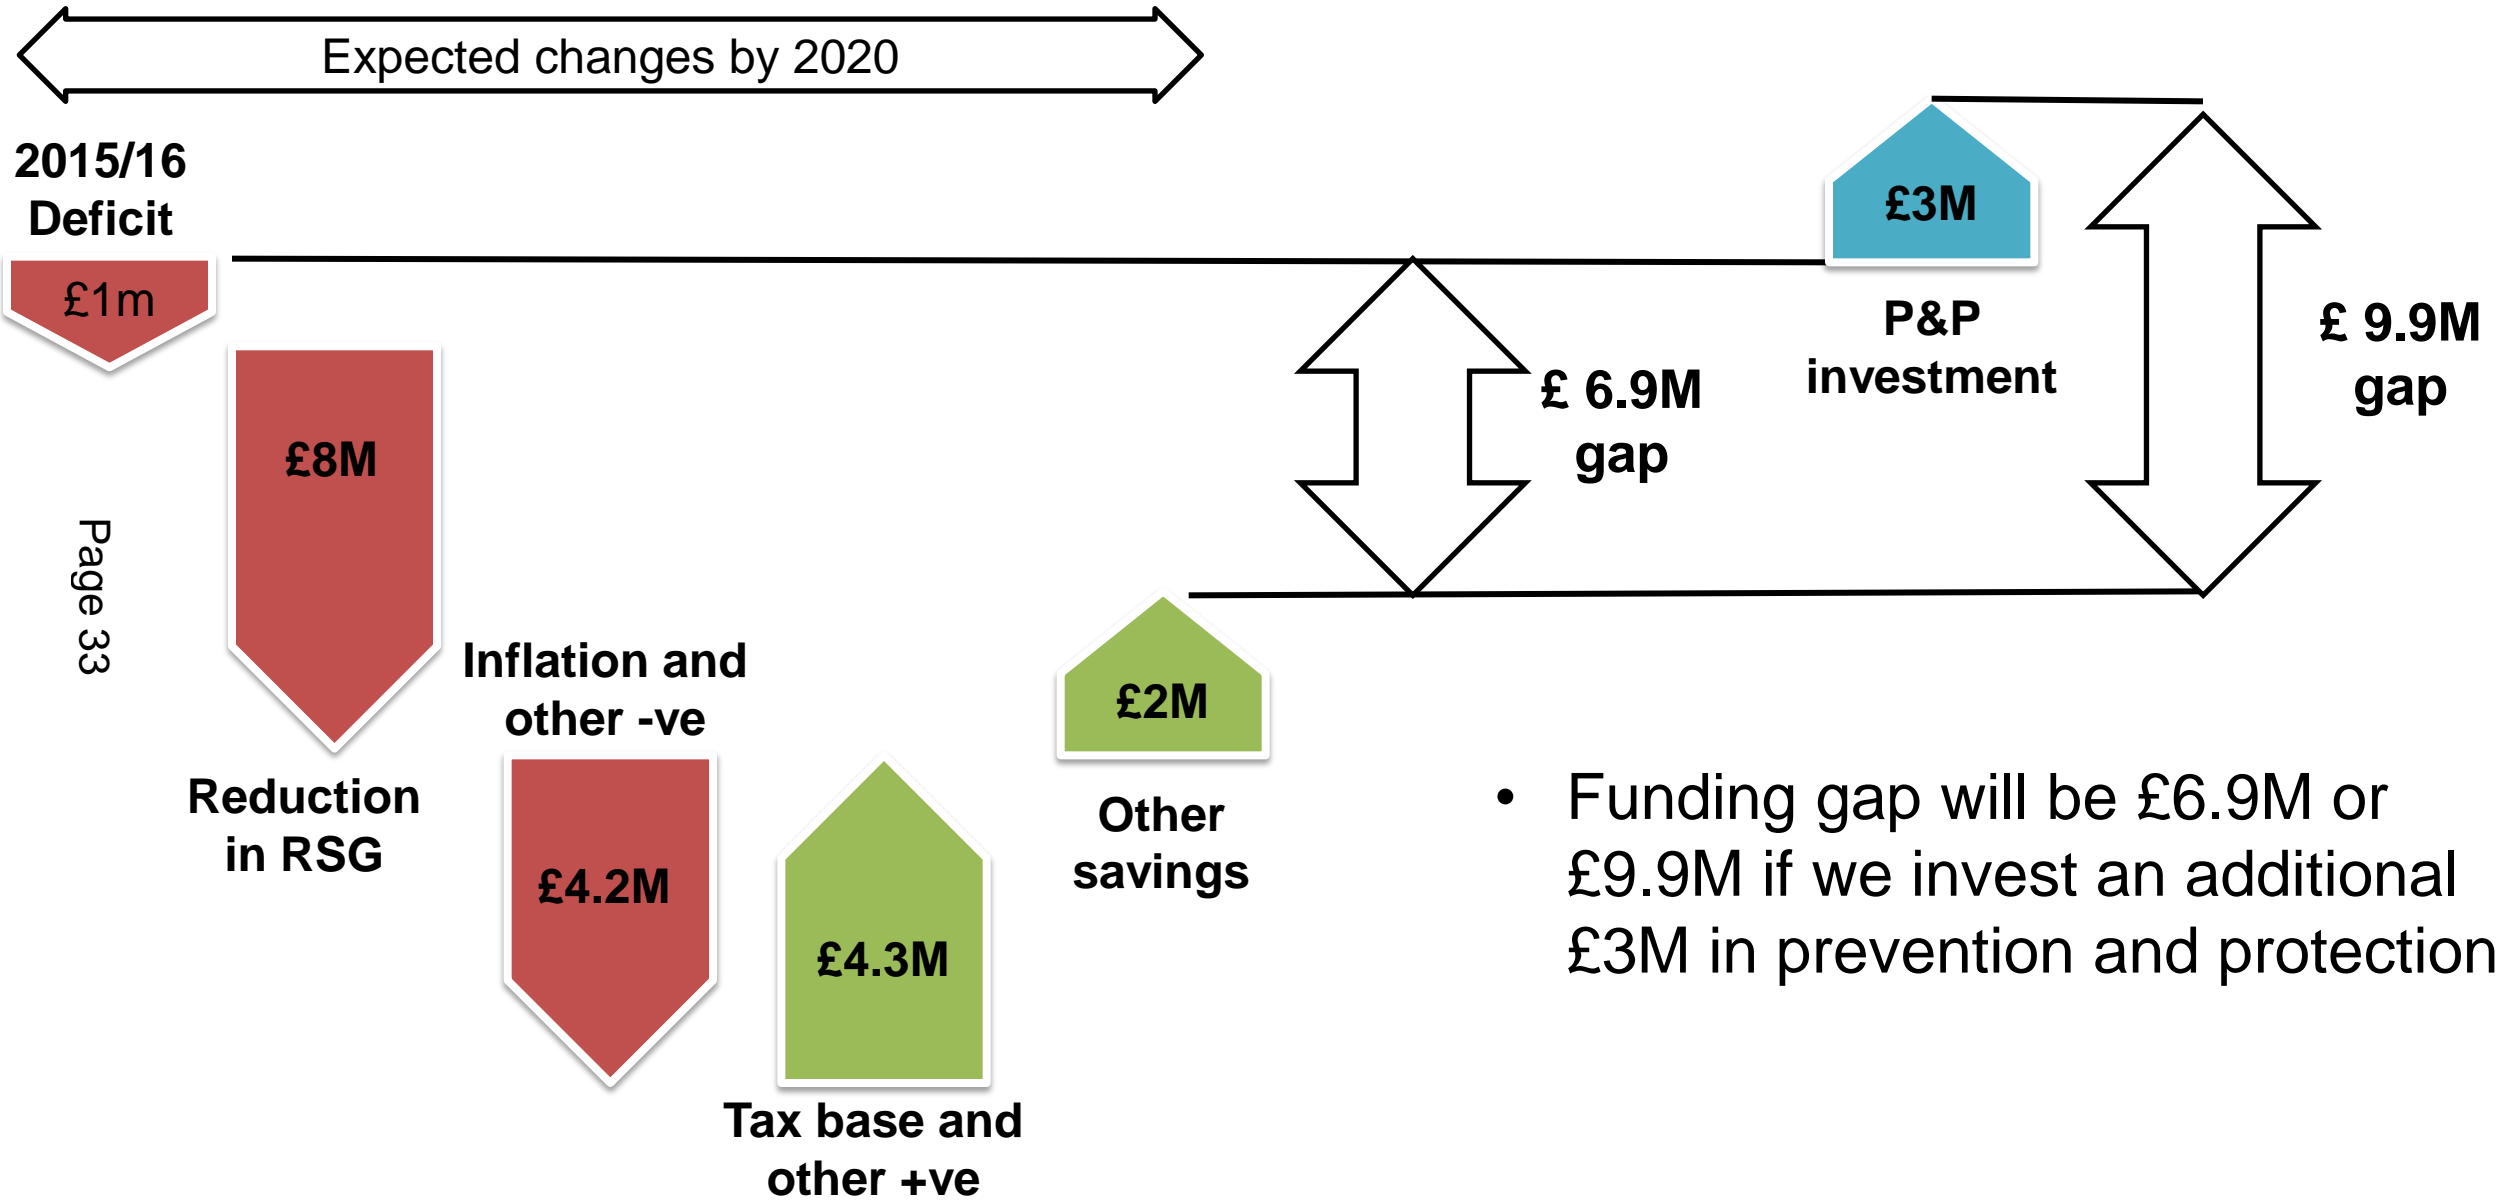 Expected changes by 2020
2015/16
Deficit
£1m
£8M
Reduction
in RSG
Inflation and
other -ve
£4.2M
£4.3M
Tax base and
other +ve
£2M
Other
savings
£ 6.9M
gap
£3M
P&P
investment
£ 9.9M
gap
• Funding gap will be £6.9M or
£9.9M if we invest an additional
£3M in prevention and protection
Page 33